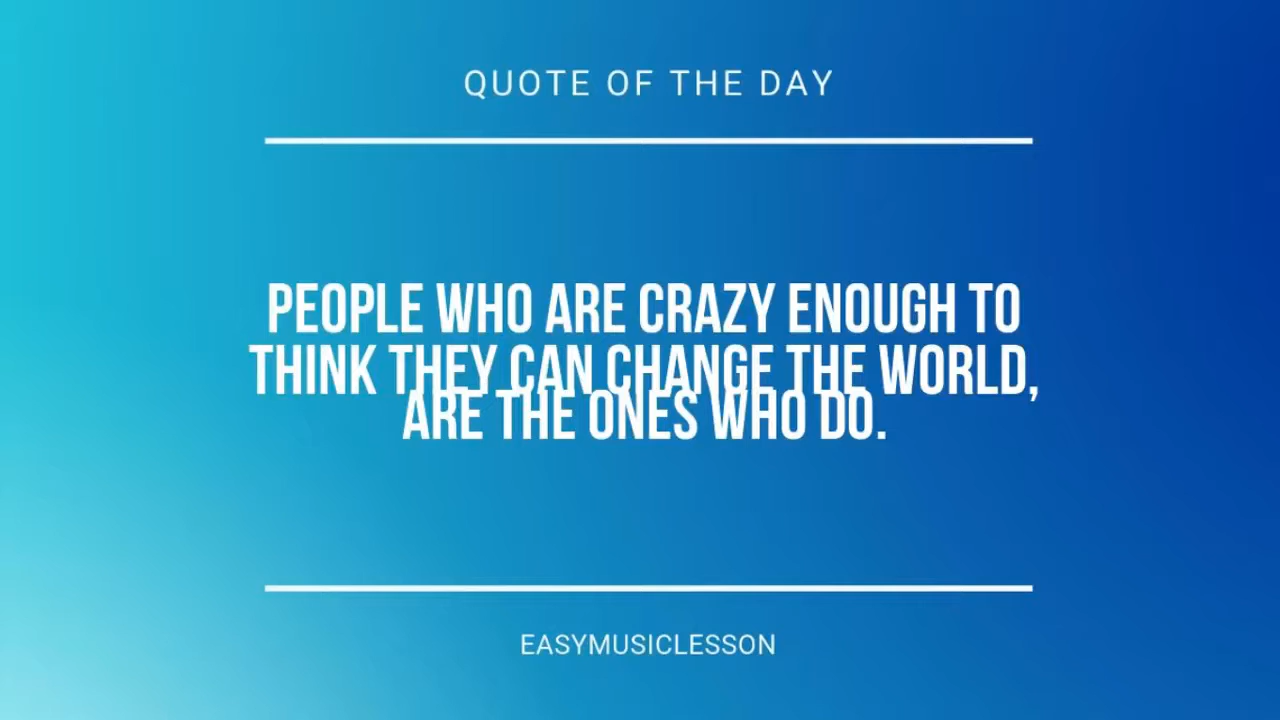 QUOTE OF THE DAY
PEOPLE WHO ARE CRAZY ENOUGH TO
THINK THEY CAN CHANGE THE WORLD,
ARE THE ONES WHO DO.
EASYMUSICLESSON